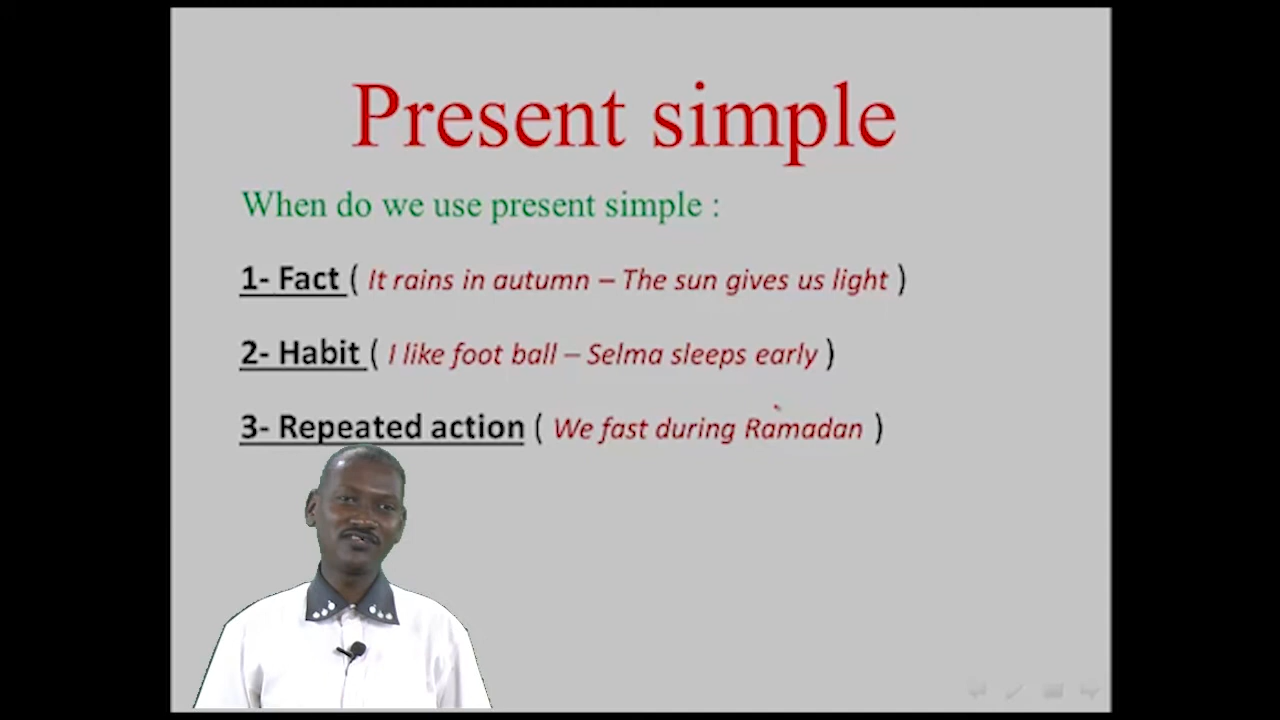 Present simple
When do we use present simple :
1- Fact ( It rains in autumn – The sun gives us light )
2- Habit ( I like foot ball – Selma sleeps early )
3- Repeated action ( We fast during Ramadan )